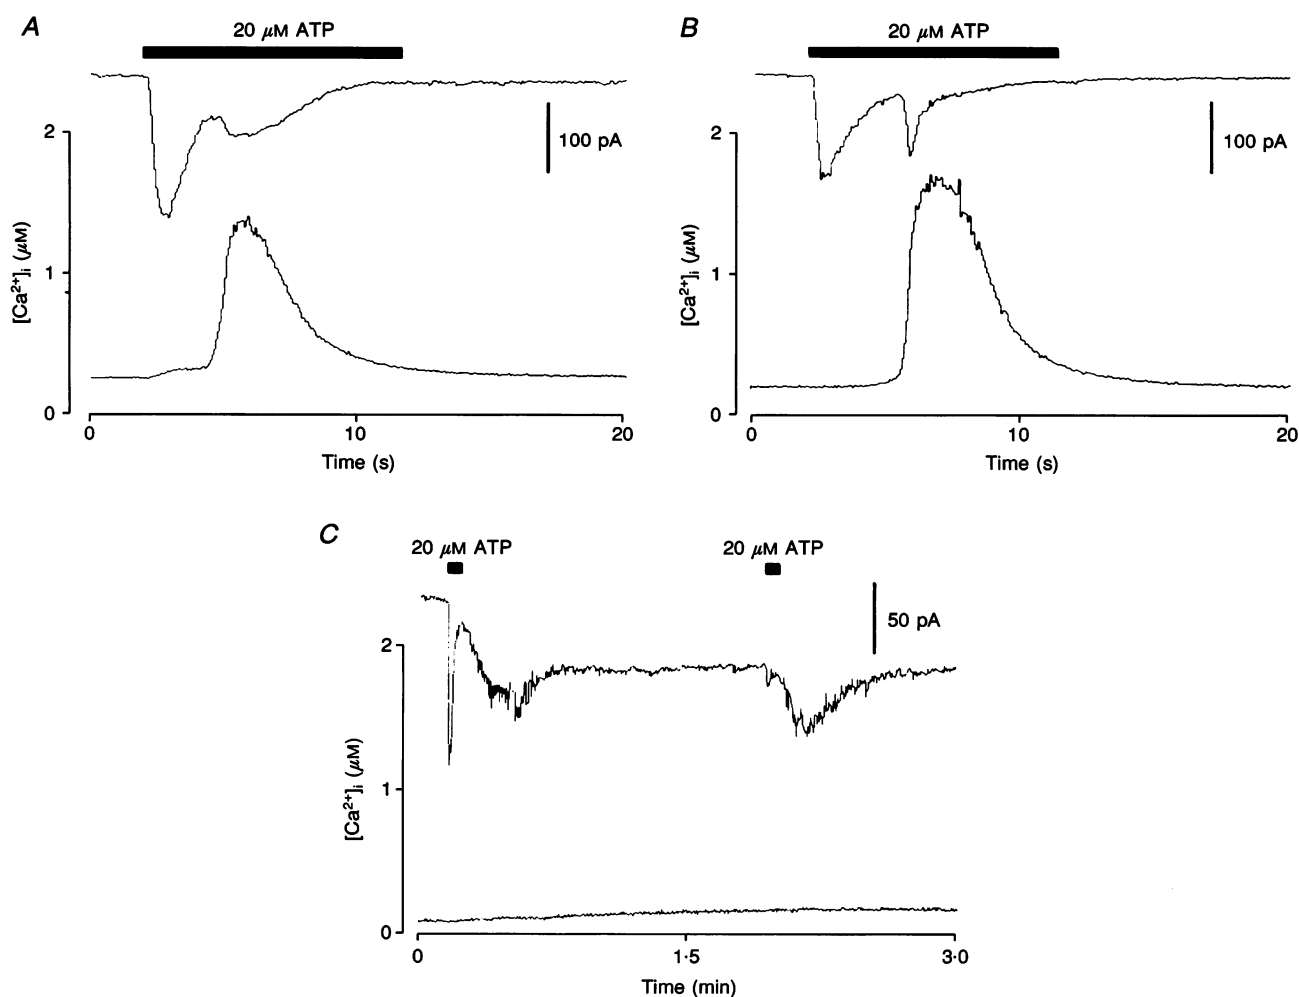 A
20 μM ATP
100 pA
2
1
0
[Ca²⁺]ᵢ (μM)
0
10
20
Time (s)
B
20 μM ATP
100 pA
2
1
0
[Ca²⁺]ᵢ (μM)
0
10
20
Time (s)
C
20 μM ATP
20 μM ATP
50 pA
2
1
0
[Ca²⁺]ᵢ (μM)
0
1·5
3·0
Time (min)